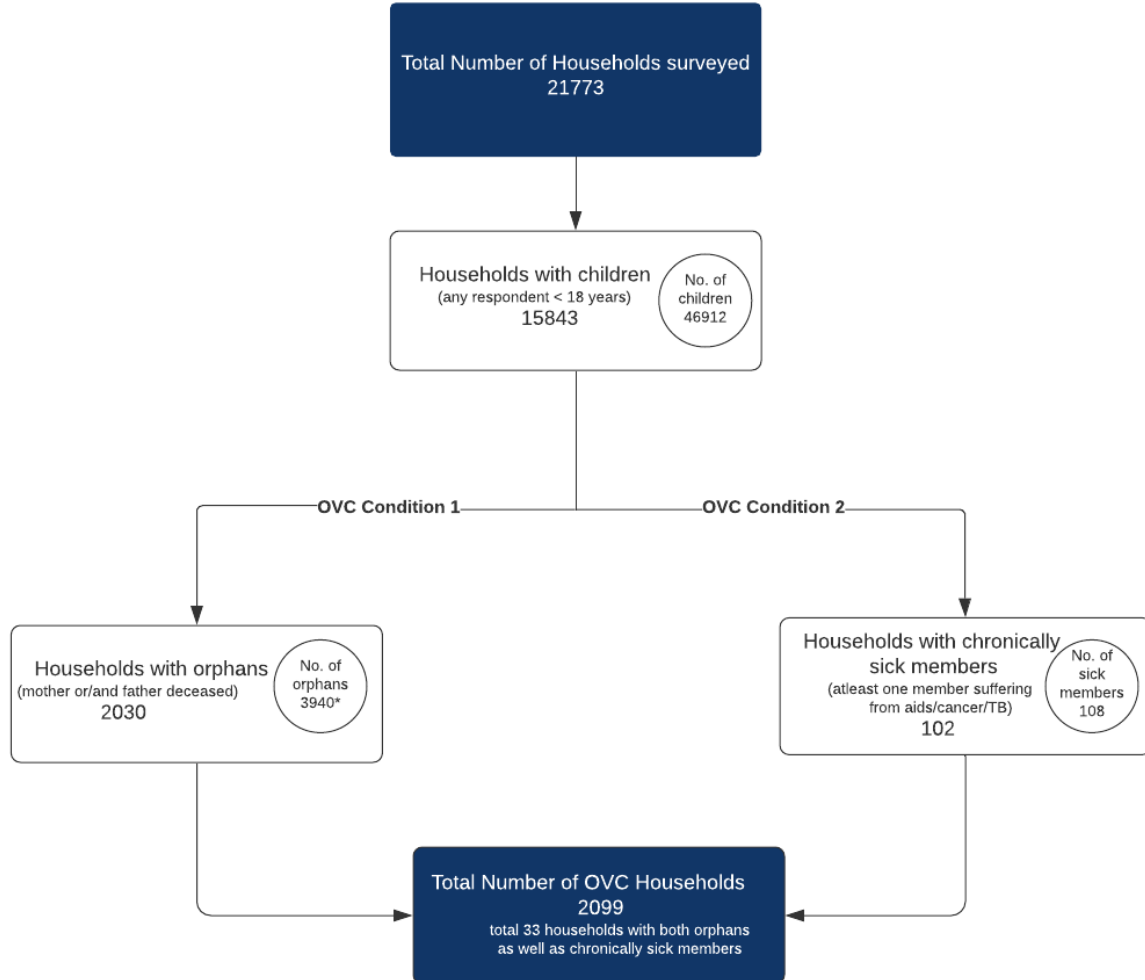 Total Number of Households surveyed
21773
Households with children
(any respondent < 18 years)
15843
No. of
children
46912
OVC Condition 1
OVC Condition 2
Households with orphans
(mother or/and father deceased)
2030
No. of
orphans
3940*
Households with chronically
sick members
(atleast one member suffering
from aids/cancer/TB)
102
No. of
sick
members
108
Total Number of OVC Households
2099
total 33 households with both orphans
as well as chronically sick members